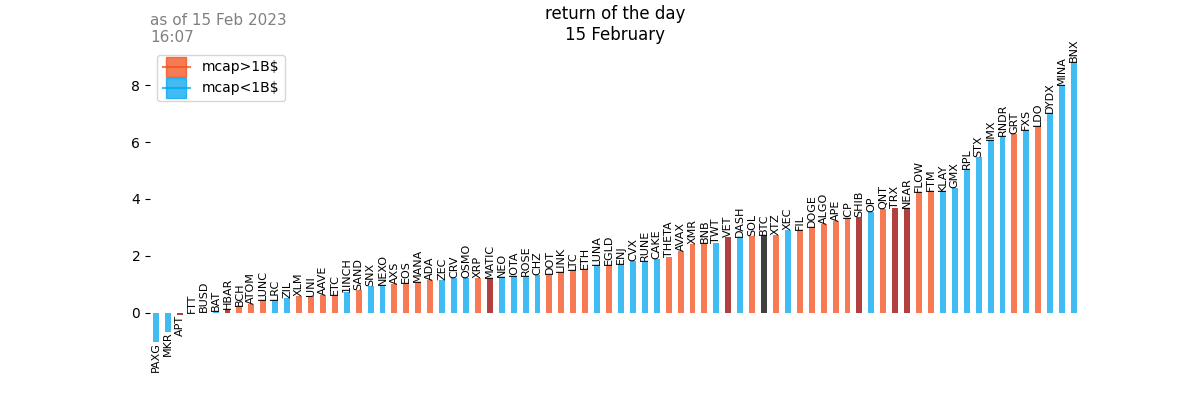 as of 15 Feb 2023
16:07
return of the day
15 February
mcap>1B$
mcap<1B$
8
6
4
2
0
PAXG
MKR
APT
FTT
BUSD
BAT
HBAR
BCH
ATOM
LUNC
LRC
ZIL
XLM
UNI
AAVE
ETC
1INCH
SAND
SNX
NEXO
AXS
EOS
MANA
ADA
ZEC
CRV
OSMO
XRP
MATIC
NEO
IOTA
ROSE
CHZ
DOT
LINK
LTC
ETH
LUNA
EGLD
ENJ
CVX
RUNE
CAKE
THETA
AVAX
XMR
BNB
TWT
VET
DASH
SOL
BTC
XTZ
XEC
FIL
DOGE
ALGO
APE
ICP
SHIB
OP
QNT
TRX
NEAR
FLOW
FTM
KLAY
GMX
RPL
STX
IMX
RNDR
GRT
FXS
LDO
DYDX
MINA
BNX